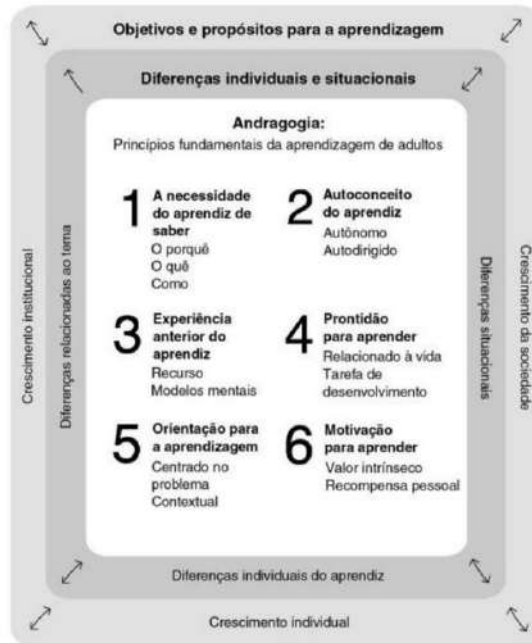 Objetivos e propósitos para a aprendizagem
Diferenças individuais e situacionais
Andragogia:
Princípios fundamentais da aprendizagem de adultos
1
A necessidade
do aprendiz de
saber
O porquê
O quê
Como
2
Autoconceito
do aprendiz
Autônomo
Autodirigido
3
Experiência
anterior do
aprendiz
Recurso
Modelos mentais
4
Prontidão
para aprender
Relacionado à vida
Tarefa de
desenvolvimento
5
Orientação para
a aprendizagem
Centrado no
problema
Contextual
6
Motivação
para aprender
Valor intrínseco
Recompensa pessoal
Crescimento institucional
Diferenças relacionadas ao tema
Diferenças situacionais
Crescimento da sociedade
Diferenças individuais do aprendiz
Crescimento individual